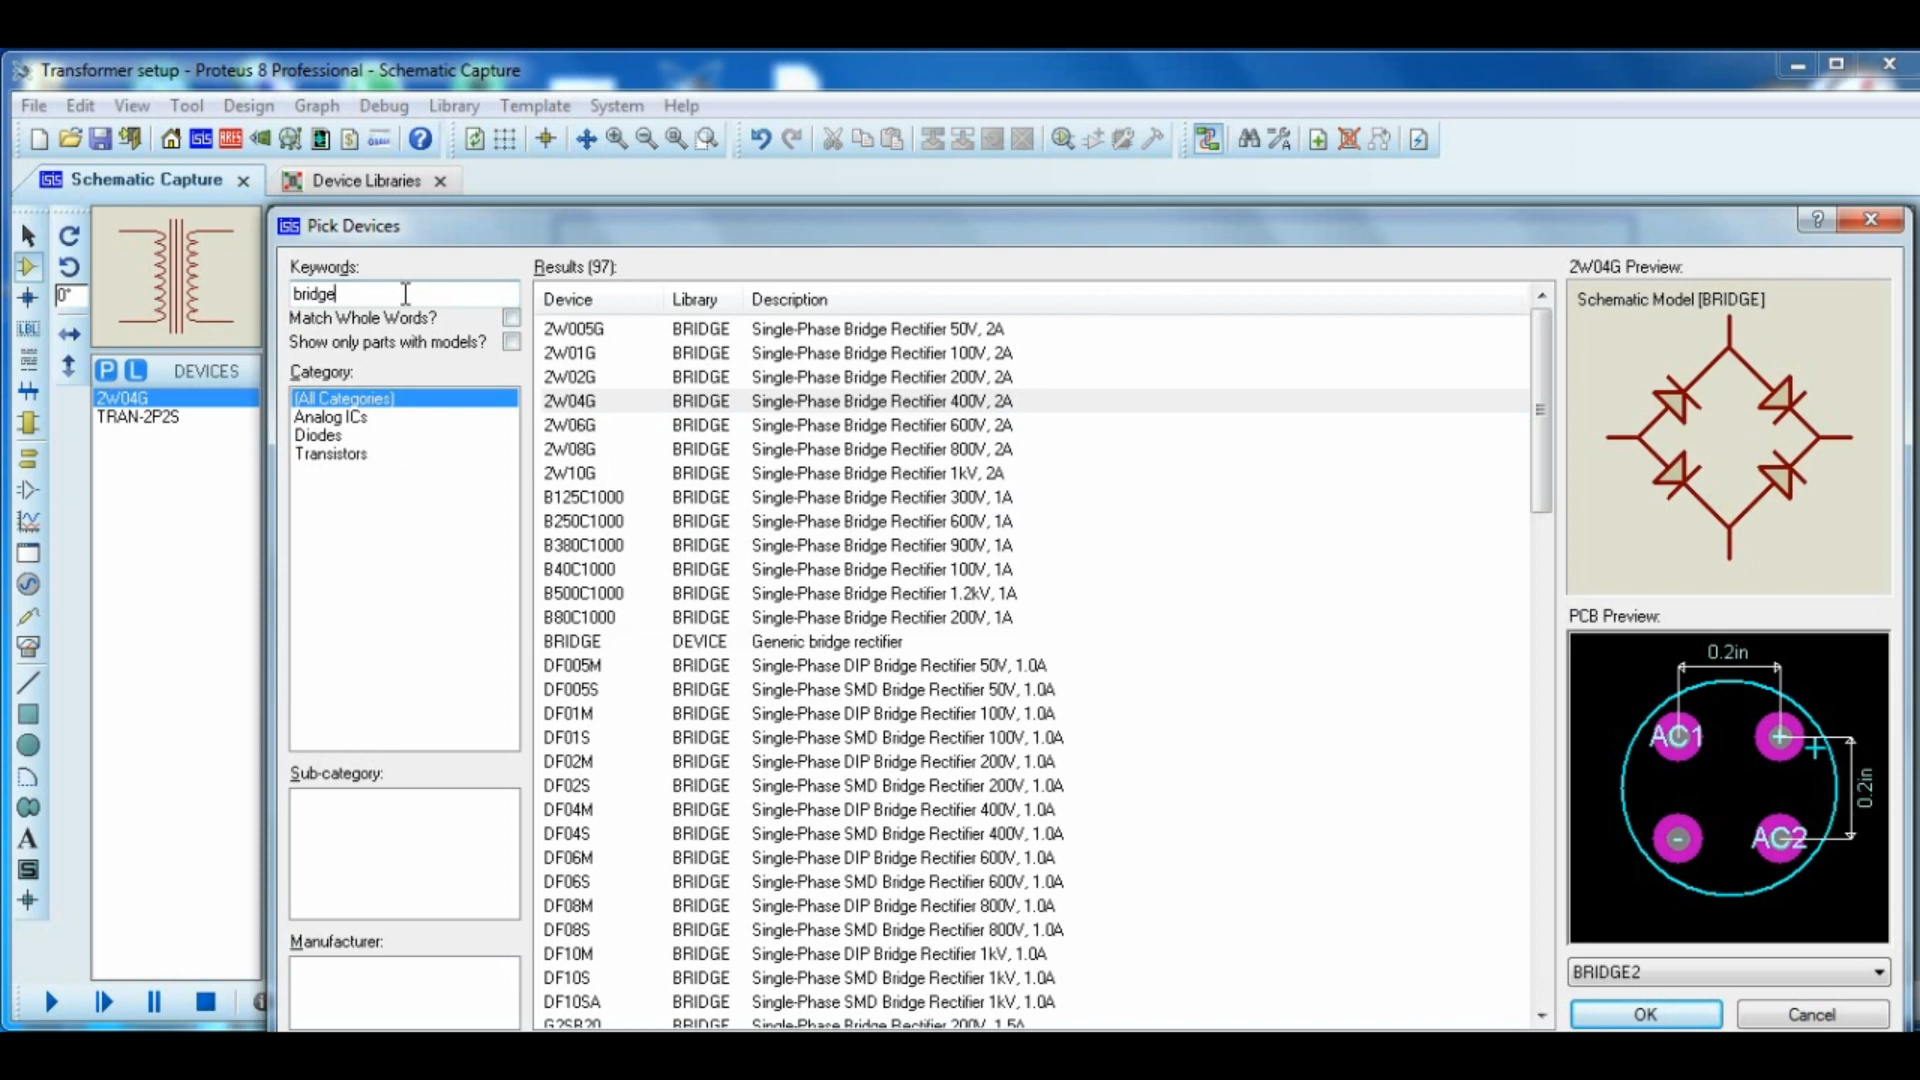 Transformer setup - Proteus 8 Professional - Schematic Capture
File Edit View Tool Design Graph Debug Library Template System Help
Schematic Capture
Device Libraries
Pick Devices
P L DEVICES
2W04G
TRAN-2P2S
0°
LBL
A
S
Keywords:
bridge
Match Whole Words?
Show only parts with models?
Category:
(All Categories)
Analog ICs
Diodes
Transistors
Sub-category:
Manufacturer:
Results (97):
Device Library Description
2W005G BRIDGE Single-Phase Bridge Rectifier 50V, 2A
2W01G BRIDGE Single-Phase Bridge Rectifier 100V, 2A
2W02G BRIDGE Single-Phase Bridge Rectifier 200V, 2A
2W04G BRIDGE Single-Phase Bridge Rectifier 400V, 2A
2W06G BRIDGE Single-Phase Bridge Rectifier 600V, 2A
2W08G BRIDGE Single-Phase Bridge Rectifier 800V, 2A
2W10G BRIDGE Single-Phase Bridge Rectifier 1kV, 2A
B125C1000 BRIDGE Single-Phase Bridge Rectifier 300V, 1A
B250C1000 BRIDGE Single-Phase Bridge Rectifier 600V, 1A
B380C1000 BRIDGE Single-Phase Bridge Rectifier 900V, 1A
B40C1000 BRIDGE Single-Phase Bridge Rectifier 100V, 1A
B500C1000 BRIDGE Single-Phase Bridge Rectifier 1.2kV, 1A
B80C1000 BRIDGE Single-Phase Bridge Rectifier 200V, 1A
BRIDGE DEVICE Generic bridge rectifier
DF005M BRIDGE Single-Phase DIP Bridge Rectifier 50V, 1.0A
DF005S BRIDGE Single-Phase SMD Bridge Rectifier 50V, 1.0A
DF01M BRIDGE Single-Phase DIP Bridge Rectifier 100V, 1.0A
DF01S BRIDGE Single-Phase SMD Bridge Rectifier 100V, 1.0A
DF02M BRIDGE Single-Phase DIP Bridge Rectifier 200V, 1.0A
DF02S BRIDGE Single-Phase SMD Bridge Rectifier 200V, 1.0A
DF04M BRIDGE Single-Phase DIP Bridge Rectifier 400V, 1.0A
DF04S BRIDGE Single-Phase SMD Bridge Rectifier 400V, 1.0A
DF06M BRIDGE Single-Phase DIP Bridge Rectifier 600V, 1.0A
DF06S BRIDGE Single-Phase SMD Bridge Rectifier 600V, 1.0A
DF08M BRIDGE Single-Phase DIP Bridge Rectifier 800V, 1.0A
DF08S BRIDGE Single-Phase SMD Bridge Rectifier 800V, 1.0A
DF10M BRIDGE Single-Phase DIP Bridge Rectifier 1kV, 1.0A
DF10S BRIDGE Single-Phase SMD Bridge Rectifier 1kV, 1.0A
DF10SA BRIDGE Single-Phase SMD Bridge Rectifier 1kV, 1.0A
G2SB20 BRIDGE Single-Phase Bridge Rectifier 200V, 1.5A
2W04G Preview:
Schematic Model [BRIDGE]
PCB Preview:
0.2in
AC1 + +
0.2in
- AC2
BRIDGE2
OK Cancel